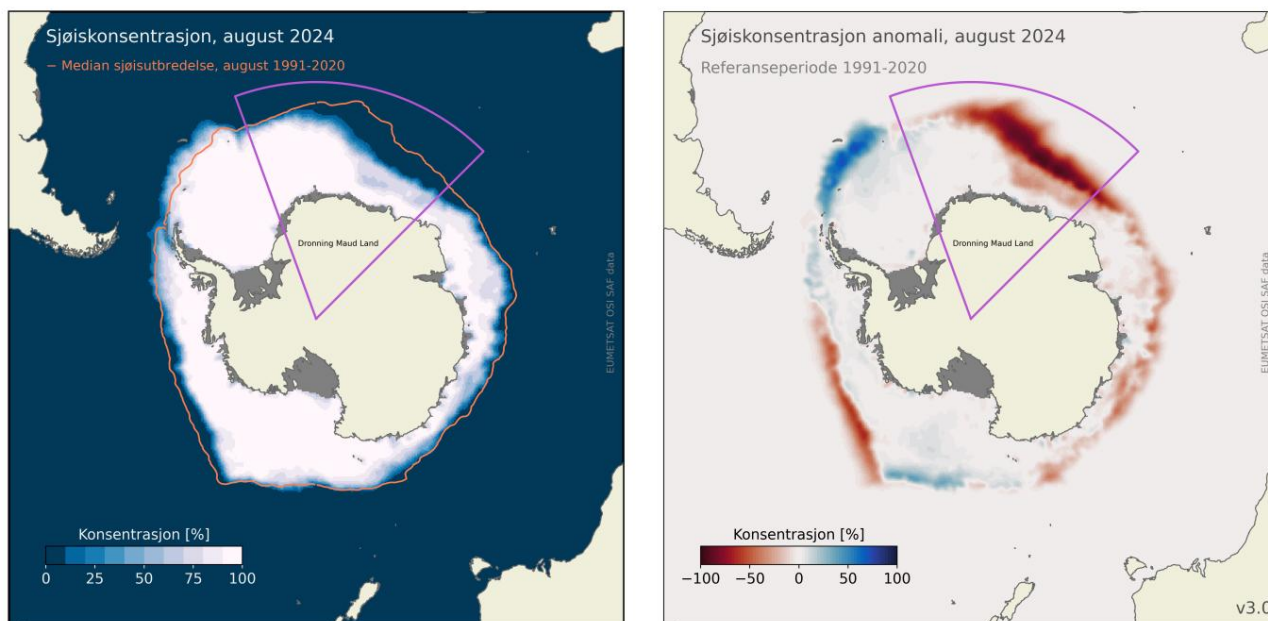 Sjøiskonsentrasjon, august 2024
− Median sjøisutbredelse, august 1991-2020
Dronning Maud Land
EUMETSAT OSI SAF data
Konsentrasjon [%]
0 25 50 75 100
Sjøiskonsentrasjon anomali, august 2024
Referanseperiode 1991-2020
Dronning Maud Land
EUMETSAT OSI SAF data
Konsentrasjon [%]
−100 −50 0 50 100
v3.0